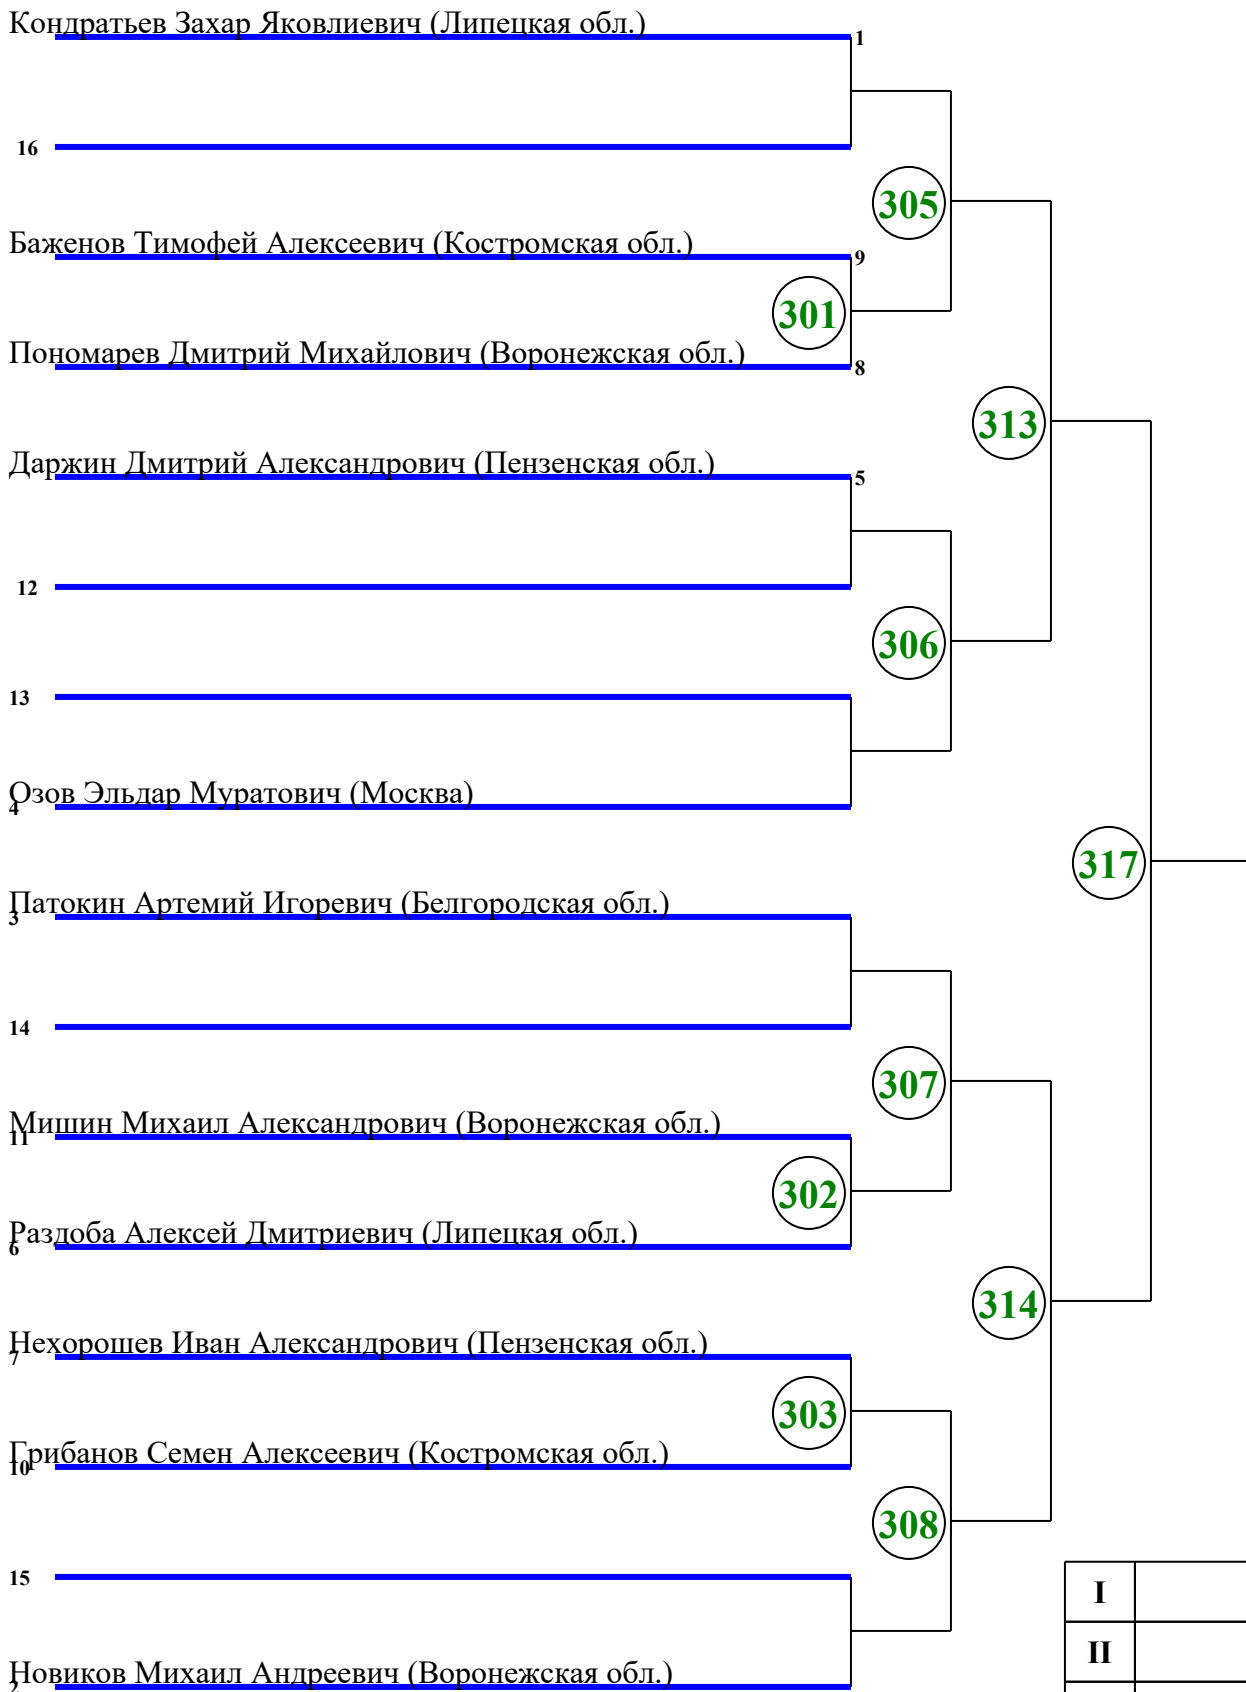 Кондратьев Захар Яковлиевич (Липецкая обл.)
1
16
305
Баженов Тимофей Алексеевич (Костромская обл.)
9
301
Пономарев Дмитрий Михайлович (Воронежская обл.)
8
313
Даржин Дмитрий Александрович (Пензенская обл.)
5
12
306
13
Озов Эльдар Муратович (Москва)
4
317
Патокин Артемий Игоревич (Белгородская обл.)
3
14
307
Мишин Михаил Александрович (Воронежская обл.)
11
302
Раздоба Алексей Дмитриевич (Липецкая обл.)
6
314
Нехорошев Иван Александрович (Пензенская обл.)
7
303
Грибанов Семен Алексеевич (Костромская обл.)
10
308
15
I
II
Новиков Михаил Андреевич (Воронежская обл.)
2